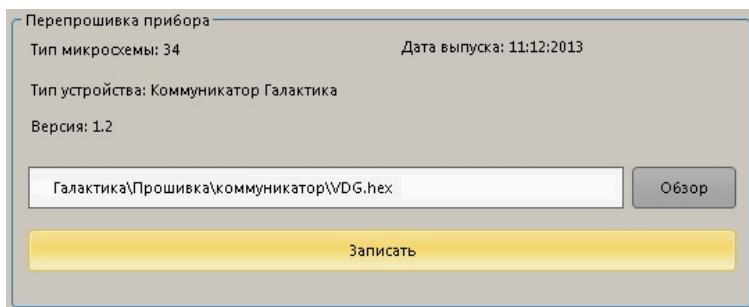 Перепрошивка прибора
Тип микросхемы: 34 Дата выпуска: 11:12:2013
Тип устройства: Коммуникатор Галактика
Версия: 1.2
Галактика\Прошивка\коммуникатор\VDG.hex Обзор
Записать